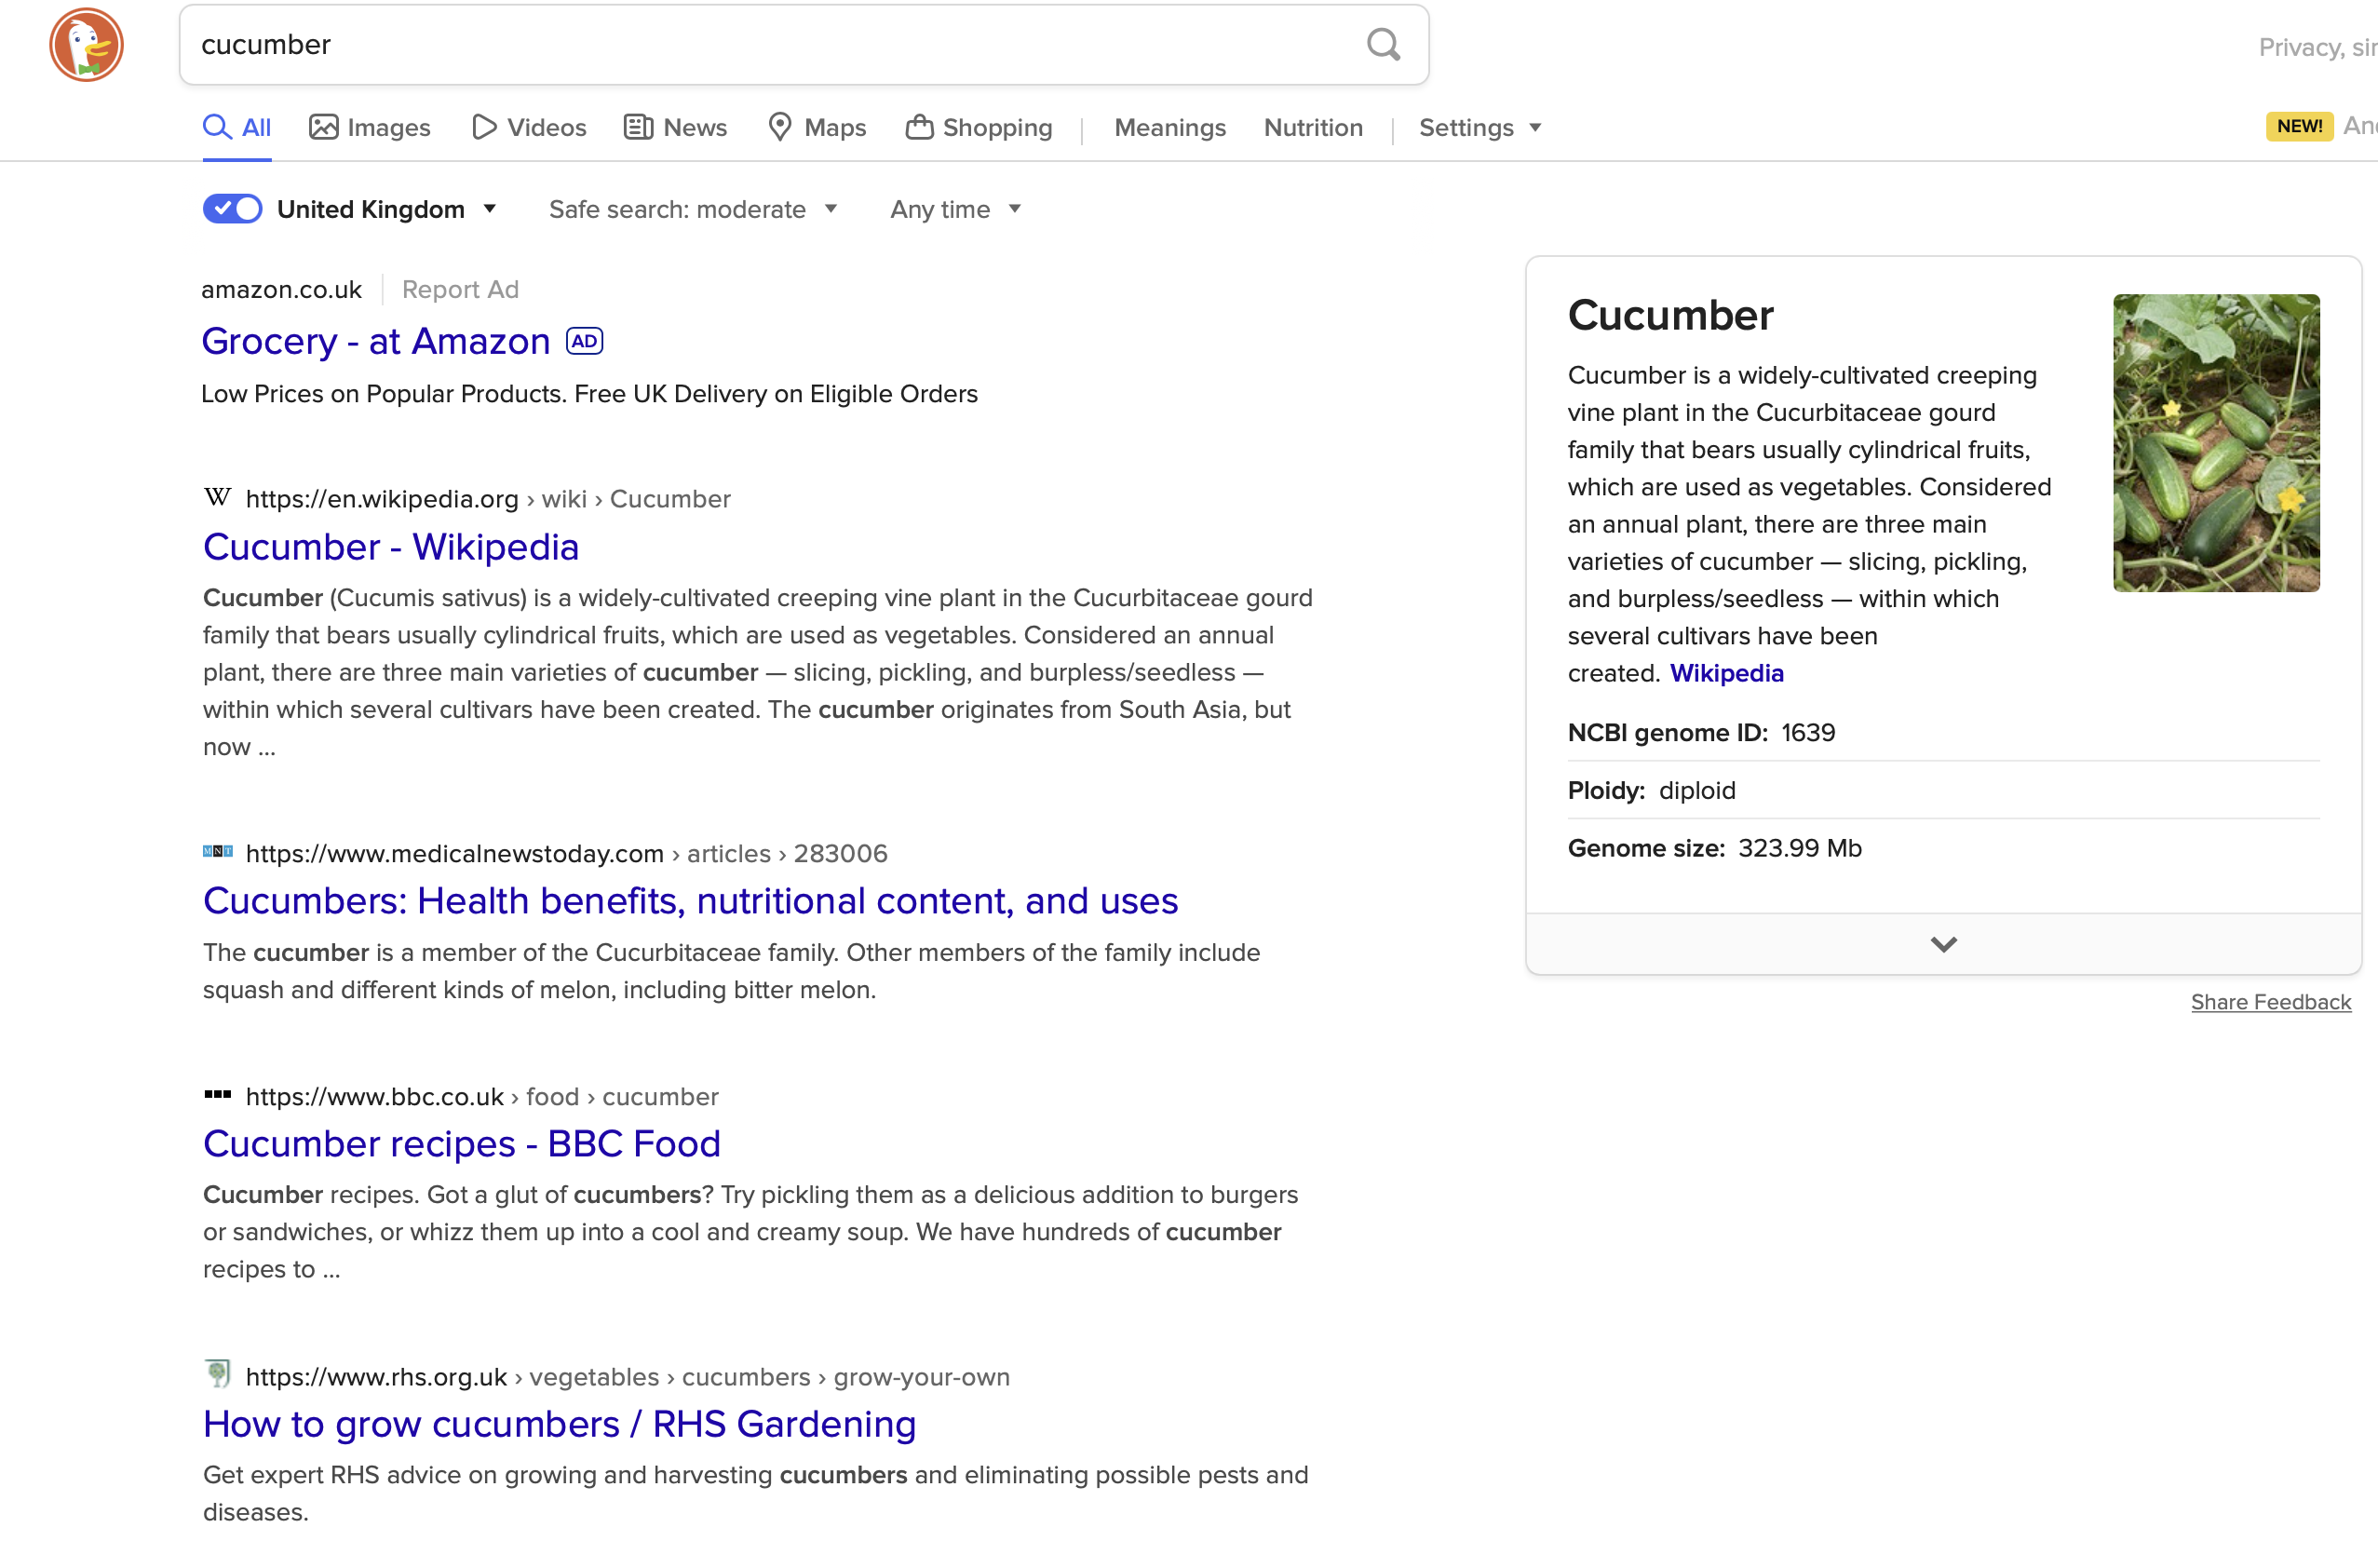 cucumber
Privacy,
All Images Videos News Maps Shopping Meanings Nutrition Settings
NEW!
United Kingdom Safe search: moderate Any time
amazon.co.uk Report Ad
Grocery - at Amazon AD
Low Prices on Popular Products. Free UK Delivery on Eligible Orders
W https://en.wikipedia.org › wiki › Cucumber
Cucumber - Wikipedia
Cucumber (Cucumis sativus) is a widely-cultivated creeping vine plant in the Cucurbitaceae gourd
family that bears usually cylindrical fruits, which are used as vegetables. Considered an annual
plant, there are three main varieties of cucumber — slicing, pickling, and burpless/seedless —
within which several cultivars have been created. The cucumber originates from South Asia, but
now ...
MNT https://www.medicalnewstoday.com › articles › 283006
Cucumbers: Health benefits, nutritional content, and uses
The cucumber is a member of the Cucurbitaceae family. Other members of the family include
squash and different kinds of melon, including bitter melon.
https://www.bbc.co.uk › food › cucumber
Cucumber recipes - BBC Food
Cucumber recipes. Got a glut of cucumbers? Try pickling them as a delicious addition to burgers
or sandwiches, or whizz them up into a cool and creamy soup. We have hundreds of cucumber
recipes to ...
https://www.rhs.org.uk › vegetables › cucumbers › grow-your-own
How to grow cucumbers / RHS Gardening
Get expert RHS advice on growing and harvesting cucumbers and eliminating possible pests and
diseases.
Cucumber
Cucumber is a widely-cultivated creeping
vine plant in the Cucurbitaceae gourd
family that bears usually cylindrical fruits,
which are used as vegetables. Considered
an annual plant, there are three main
varieties of cucumber — slicing, pickling,
and burpless/seedless — within which
several cultivars have been
created. Wikipedia
NCBI genome ID: 1639
Ploidy: diploid
Genome size: 323.99 Mb
Share Feedback